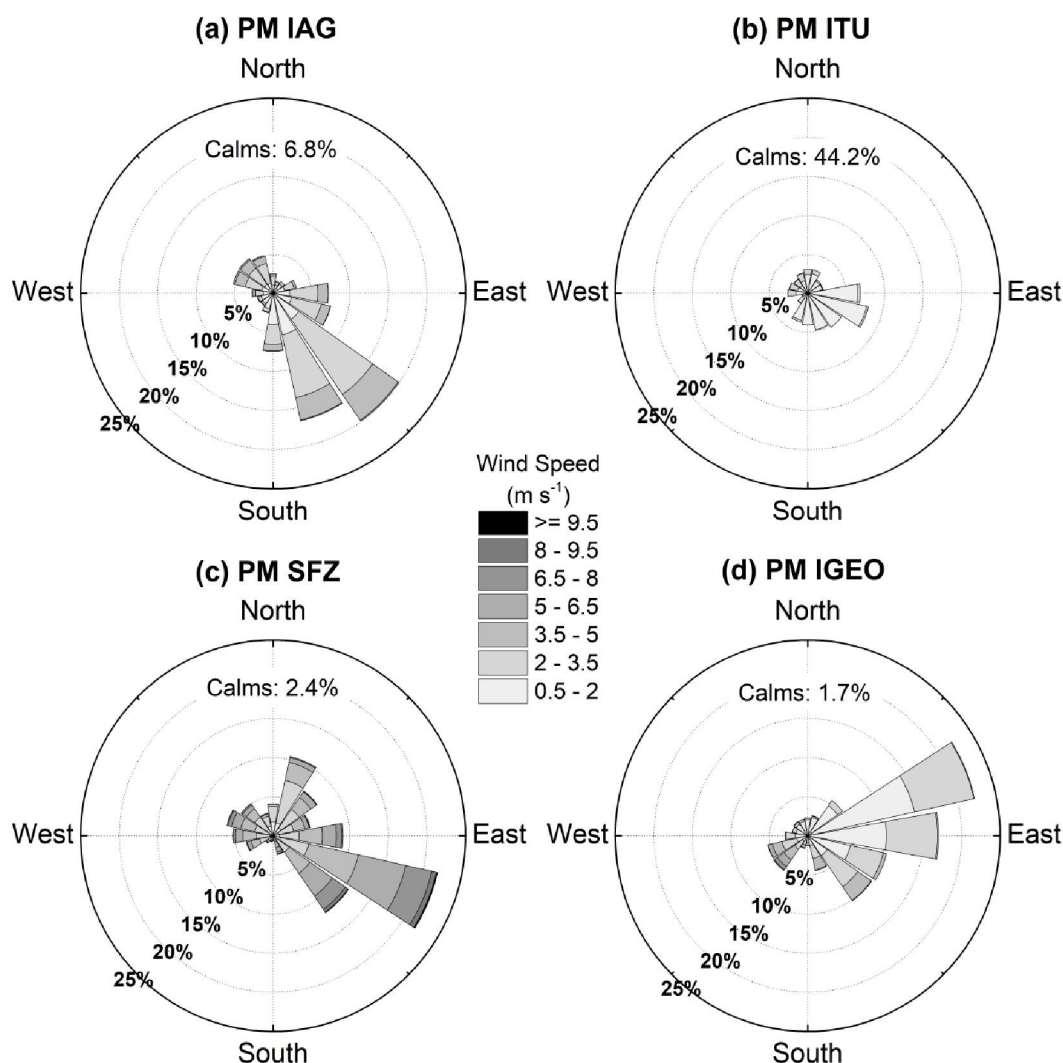 (a) PM IAG
North
Calms: 6.8%
West
East
5%
10%
15%
20%
25%
South
(b) PM ITU
North
Calms: 44.2%
West
East
5%
10%
15%
20%
25%
South
Wind Speed
(m s⁻¹)
>= 9.5
8 - 9.5
6.5 - 8
5 - 6.5
3.5 - 5
2 - 3.5
0.5 - 2
(c) PM SFZ
North
Calms: 2.4%
West
East
5%
10%
15%
20%
25%
South
(d) PM IGEO
North
Calms: 1.7%
West
East
5%
10%
15%
20%
25%
South